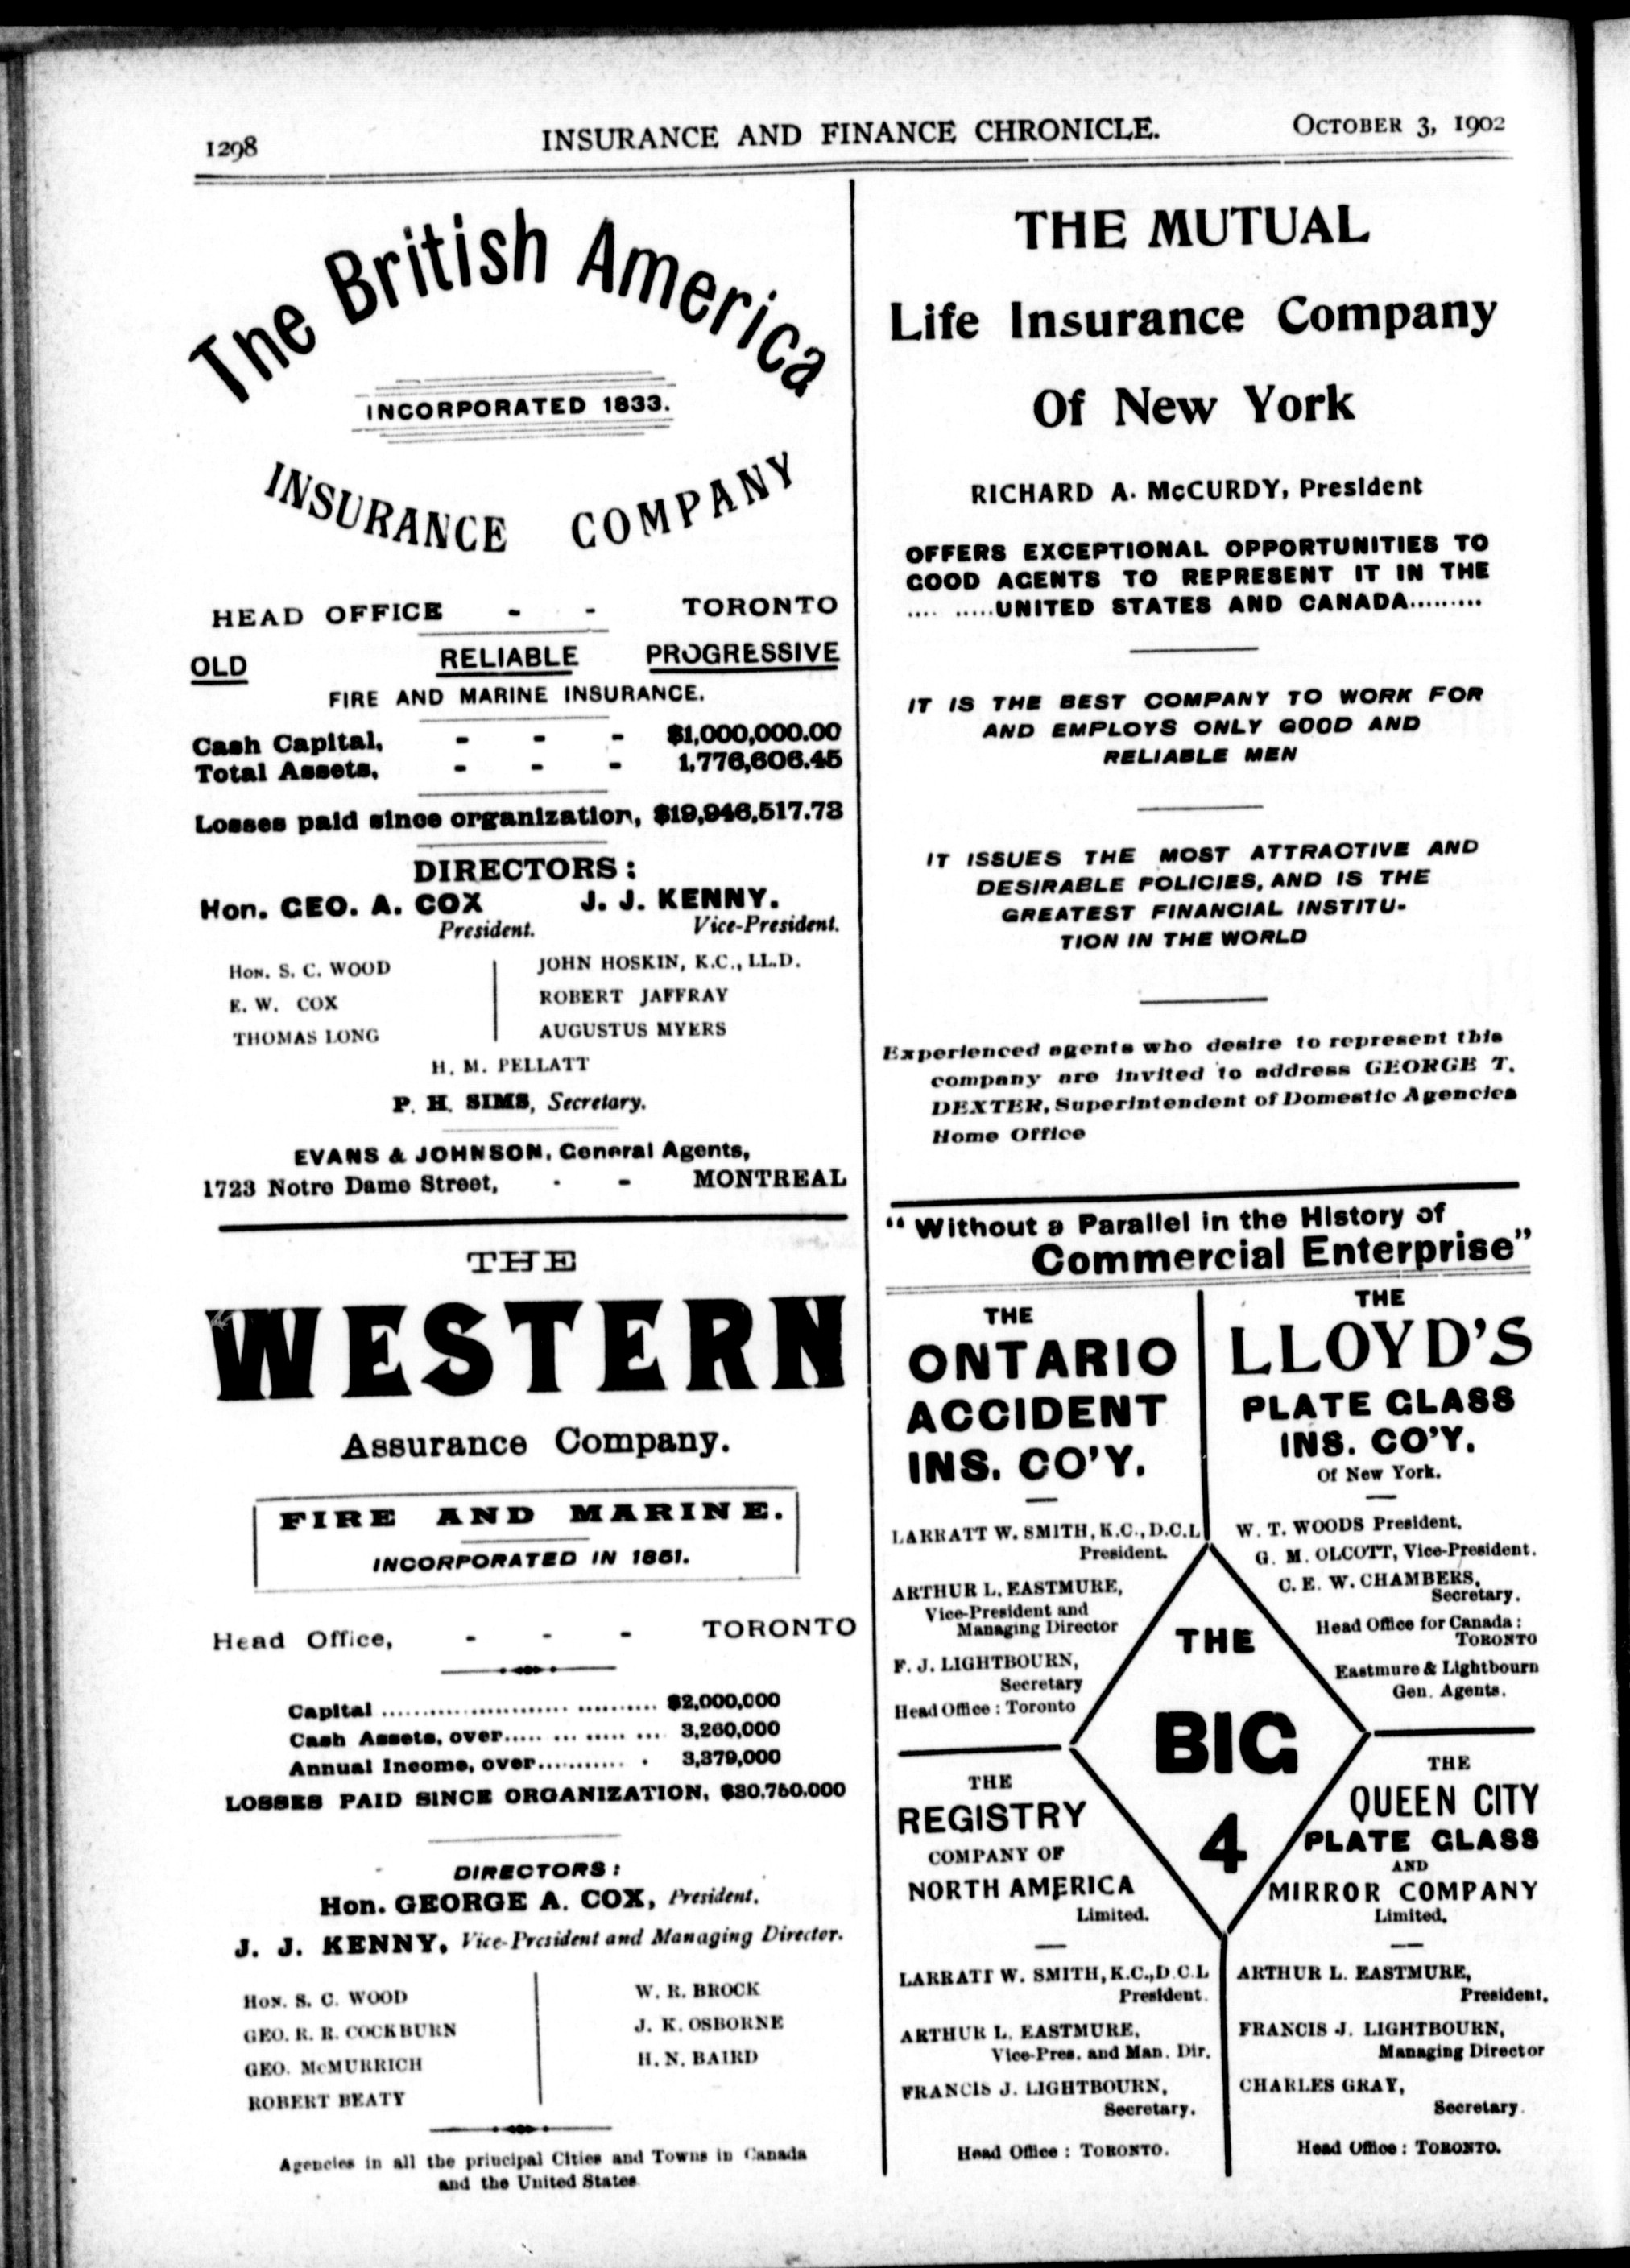 1298
INSURANCE AND FINANCE CHRONICLE.
OCTOBER 3, 1902
The British America
INCORPORATED 1833.
INSURANCE COMPANY
HEAD OFFICE - - TORONTO
OLD RELIABLE PROGRESSIVE
FIRE AND MARINE INSURANCE.
Cash Capital, - - - $1,000,000.00
Total Assets, - - - 1,776,606.45
Losses paid since organization, $19,946,517.73
DIRECTORS:
Hon. GEO. A. COX J. J. KENNY.
President. Vice-President.
HON. S. C. WOOD JOHN HOSKIN, K.C., LL.D.
E. W. COX ROBERT JAFFRAY
THOMAS LONG AUGUSTUS MYERS
H. M. PELLATT
P. H. SIMS, Secretary.
EVANS & JOHNSON, General Agents,
1723 Notre Dame Street, - - MONTREAL
THE
WESTERN
Assurance Company.
FIRE AND MARINE.
INCORPORATED IN 1851.
Head Office, - - - TORONTO
Capital .......................... $2,000,000
Cash Assets, over..... ... ...... .... 3,260,000
Annual Income, over............ . 3,379,000
LOSSES PAID SINCE ORGANIZATION, $30,750.000
DIRECTORS:
Hon. GEORGE A. COX, President.
J. J. KENNY, Vice-President and Managing Director.
HON. S. C. WOOD W. R. BROCK
GEO. R. R. COCKBURN J. K. OSBORNE
GEO. McMURRICH H. N. BAIRD
ROBERT BEATY
Agencies in all the principal Cities and Towns in Canada
and the United States
THE MUTUAL
Life Insurance Company
Of New York
RICHARD A. McCURDY, President
OFFERS EXCEPTIONAL OPPORTUNITIES TO
GOOD AGENTS TO REPRESENT IT IN THE
.... .....UNITED STATES AND CANADA.........
IT IS THE BEST COMPANY TO WORK FOR
AND EMPLOYS ONLY GOOD AND
RELIABLE MEN
IT ISSUES THE MOST ATTRACTIVE AND
DESIRABLE POLICIES, AND IS THE
GREATEST FINANCIAL INSTITU-
TION IN THE WORLD
Experienced agents who desire to represent this
company are invited to address GEORGE T.
DEXTER, Superintendent of Domestic Agencies
Home Office
"Without a Parallel in the History of
Commercial Enterprise"
THE
ONTARIO
ACCIDENT
INS. CO'Y.
LARRATT W. SMITH, K.C., D.C.L
President.
ARTHUR L. EASTMURE,
Vice-President and
Managing Director
F. J. LIGHTBOURN,
Secretary
Head Office: Toronto
THE
LLOYD'S
PLATE GLASS
INS. CO'Y.
Of New York.
W. T. WOODS President.
G. M. OLCOTT, Vice-President.
C. E. W. CHAMBERS,
Secretary.
Head Office for Canada:
TORONTO
Eastmure & Lightbourn
Gen. Agents.
THE
BIG
4
THE
REGISTRY
COMPANY OF
NORTH AMERICA
Limited.
LARRATT W. SMITH, K.C., D.C.L
President.
ARTHUR L. EASTMURE,
Vice-Pres. and Man. Dir.
FRANCIS J. LIGHTBOURN,
Secretary.
Head Office: TORONTO.
THE
QUEEN CITY
PLATE GLASS
AND
MIRROR COMPANY
Limited.
ARTHUR L. EASTMURE,
President.
FRANCIS J. LIGHTBOURN,
Managing Director
CHARLES GRAY,
Secretary.
Head Office: TORONTO.